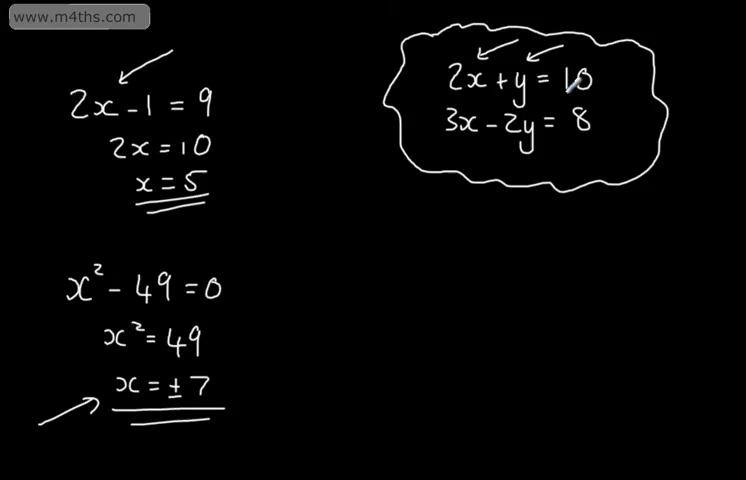 www.m4ths.com
2x - 1 = 9
2x = 10
x = 5
x² - 49 = 0
x² = 49
x = ± 7
2x + y = 10
3x - 2y = 8